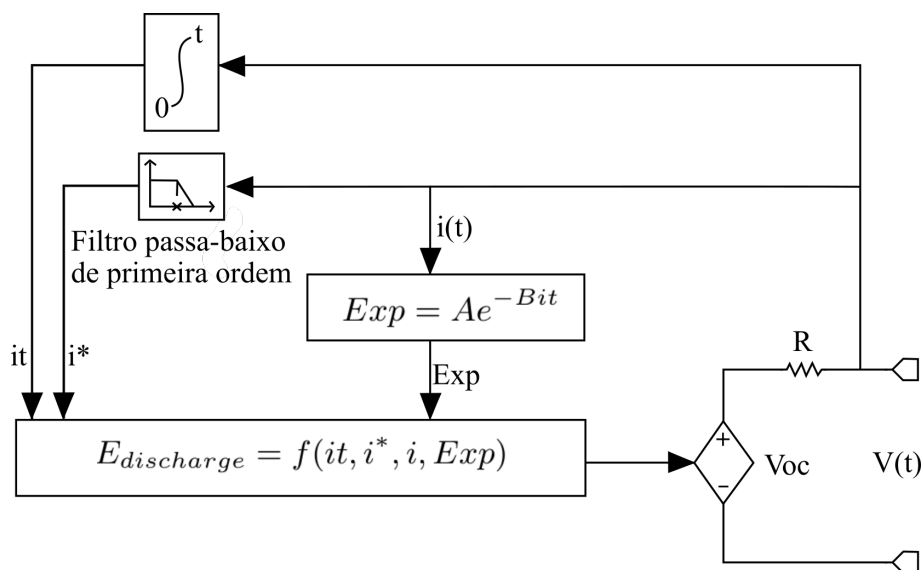 t
0
Filtro passa-baixo
de primeira ordem
i(t)
Exp = Ae^{-Bit}
it
i*
Exp
R
E_{discharge} = f(it, i^*, i, Exp)
+
−
Voc
V(t)